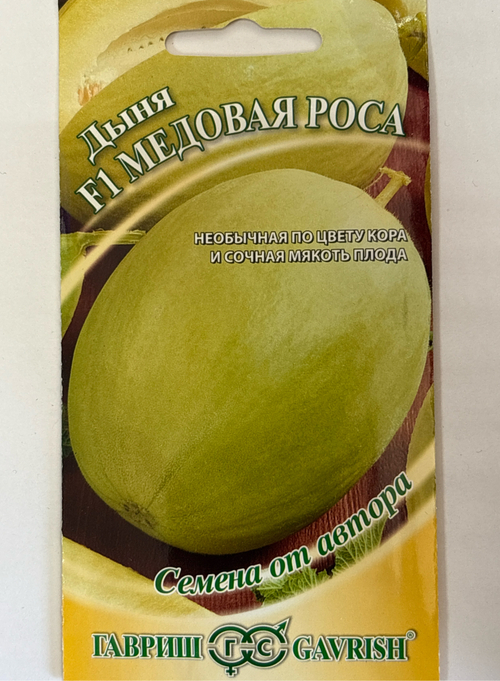 Дыня
F1 МЕДОВАЯ РОСА
НЕОБЫЧНАЯ ПО ЦВЕТУ КОРА
И СОЧНАЯ МЯКОТЬ ПЛОДА
Семена от автора
ГАВРИШ Г С GAVRISH®